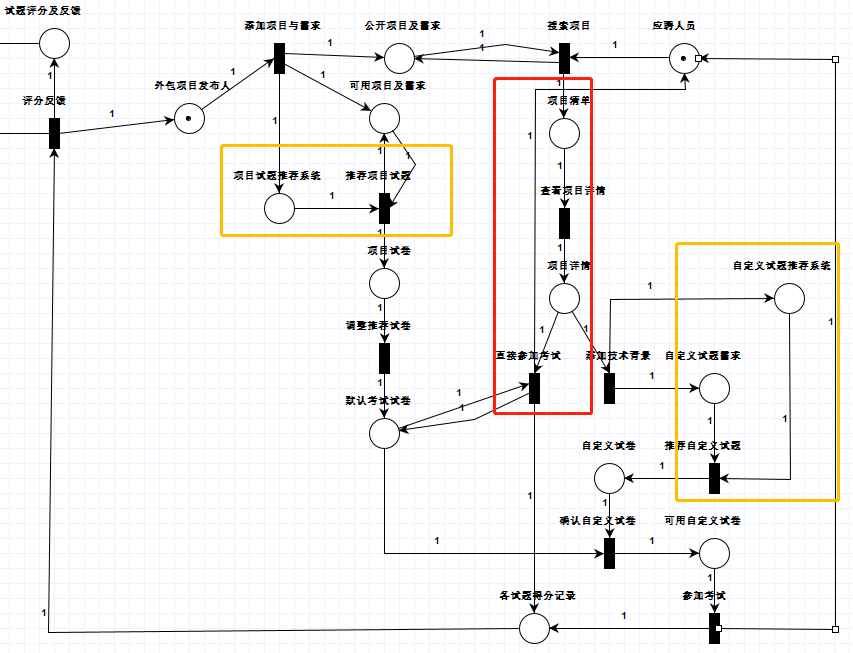 试题评分及反馈
添加项目与需求
公开项目及需求
搜索项目
应聘人员
1
1
1
1
1
评分反馈
外包项目发布人
1
1
可用项目及需求
1
项目清单
1
1
1
1
1
项目试题推荐系统
推荐项目试题
1
1
查看项目详情
1
1
项目试卷
项目详情
自定义试题推荐系统
1
1
1
调整推荐试卷
1
1
直接参加考试
添加技术背景
自定义试题需求
1
1
默认考试试卷
1
1
1
1
自定义试卷
推荐自定义试题
1
1
1
确认自定义试卷
可用自定义试卷
1
1
1
各试题得分记录
参加考试
1
1